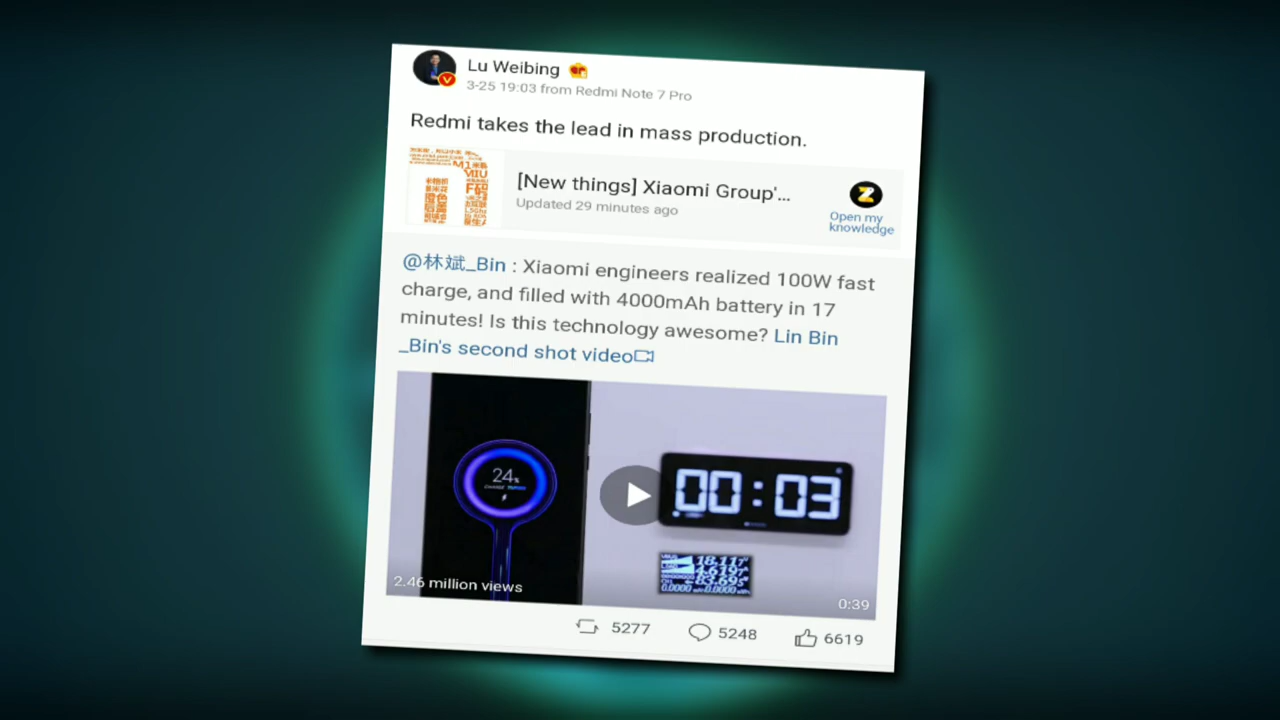 Lu Weibing
3-25 19:03 from Redmi Note 7 Pro
Redmi takes the lead in mass production.
[New things] Xiaomi Group'...
Updated 29 minutes ago
Open my
knowledge
@林斌_Bin : Xiaomi engineers realized 100W fast
charge, and filled with 4000mAh battery in 17
minutes! Is this technology awesome? Lin Bin
_Bin's second shot video
24%
00:03
2.46 million views
0:39
5277
5248
6619